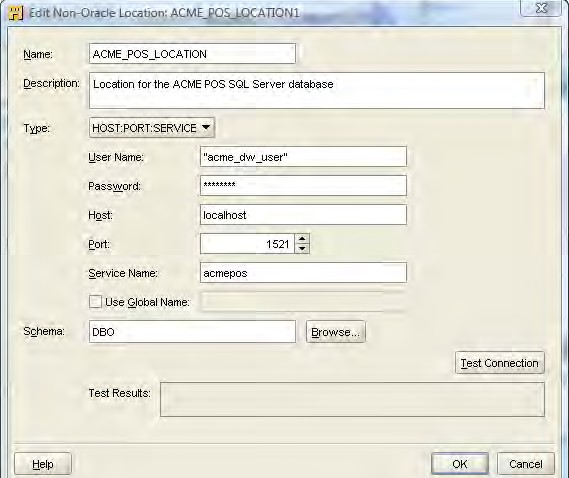 Edit Non-Oracle Location: ACME_POS_LOCATION1
Name: ACME_POS_LOCATION
Description: Location for the ACME POS SQL Server database
Type: HOST:PORT:SERVICE
User Name: "acme_dw_user"
Password: ********
Host: localhost
Port: 1521
Service Name: acmepos
Use Global Name:
Schema: DBO Browse...
Test Connection
Test Results:
Help OK Cancel